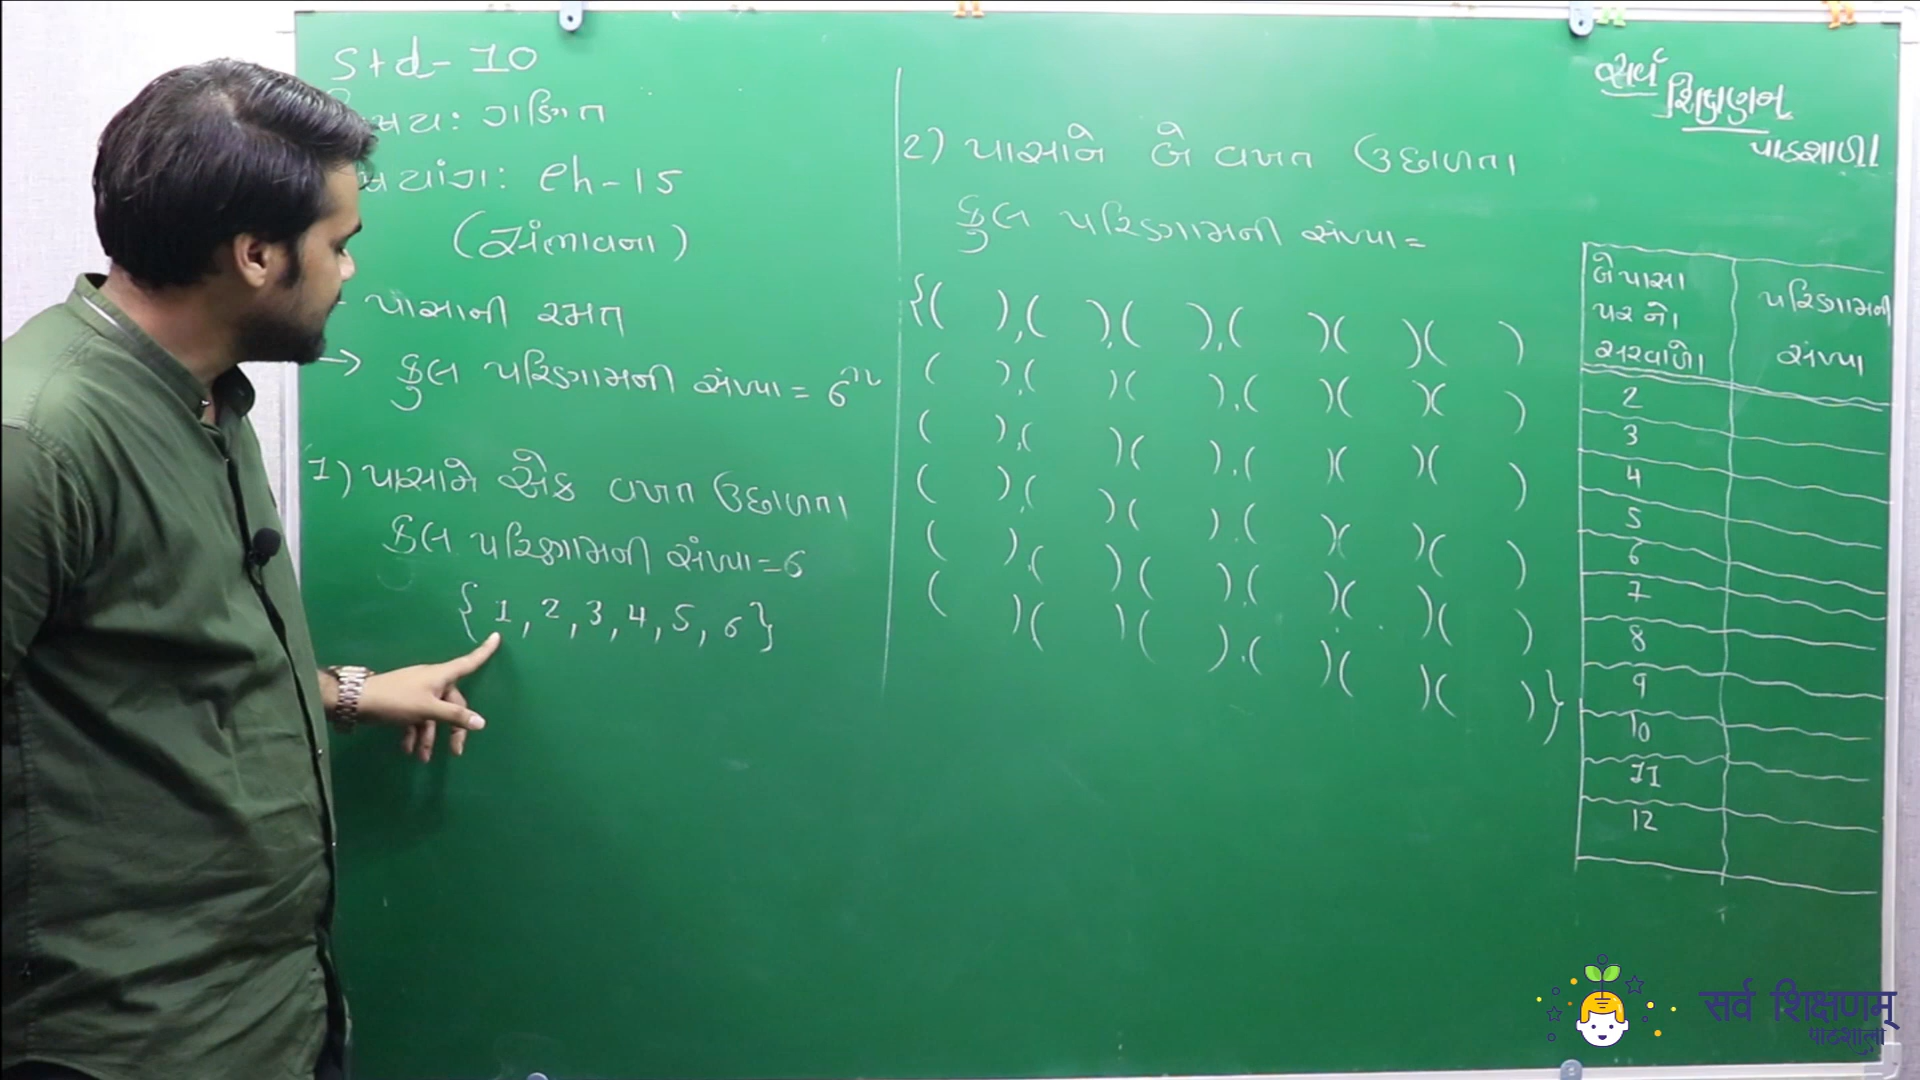 Std-10
વિષય: ગણિત
વિષયાંગ: ch-15
(સંભાવના)
પાસાની રમત
→ કુલ પરિણામની સંખ્યા = 6ⁿ
1) પાસાને એક વખત ઉછાળતા
કુલ પરિણામની સંખ્યા = 6
{1, 2, 3, 4, 5, 6}
2) પાસાને બે વખત ઉછાળતા
કુલ પરિણામની સંખ્યા =
{( ),( ),( ),( )( )( )
( ),( )( ),( )( )( )
( ),( )( ),( )( )( )
( ),( )( ),( )( )( )
( ),( )( ),( )( )( )
( )( )( ),( )( )( )}
સર્વ
શિક્ષણમ્
પાઠશાળા
બે પાસા
પર નો
સરવાળો
પરિણામની
સંખ્યા
2
3
4
5
6
7
8
9
10
11
12
सर्व शिक्षणम्
पाठशाला